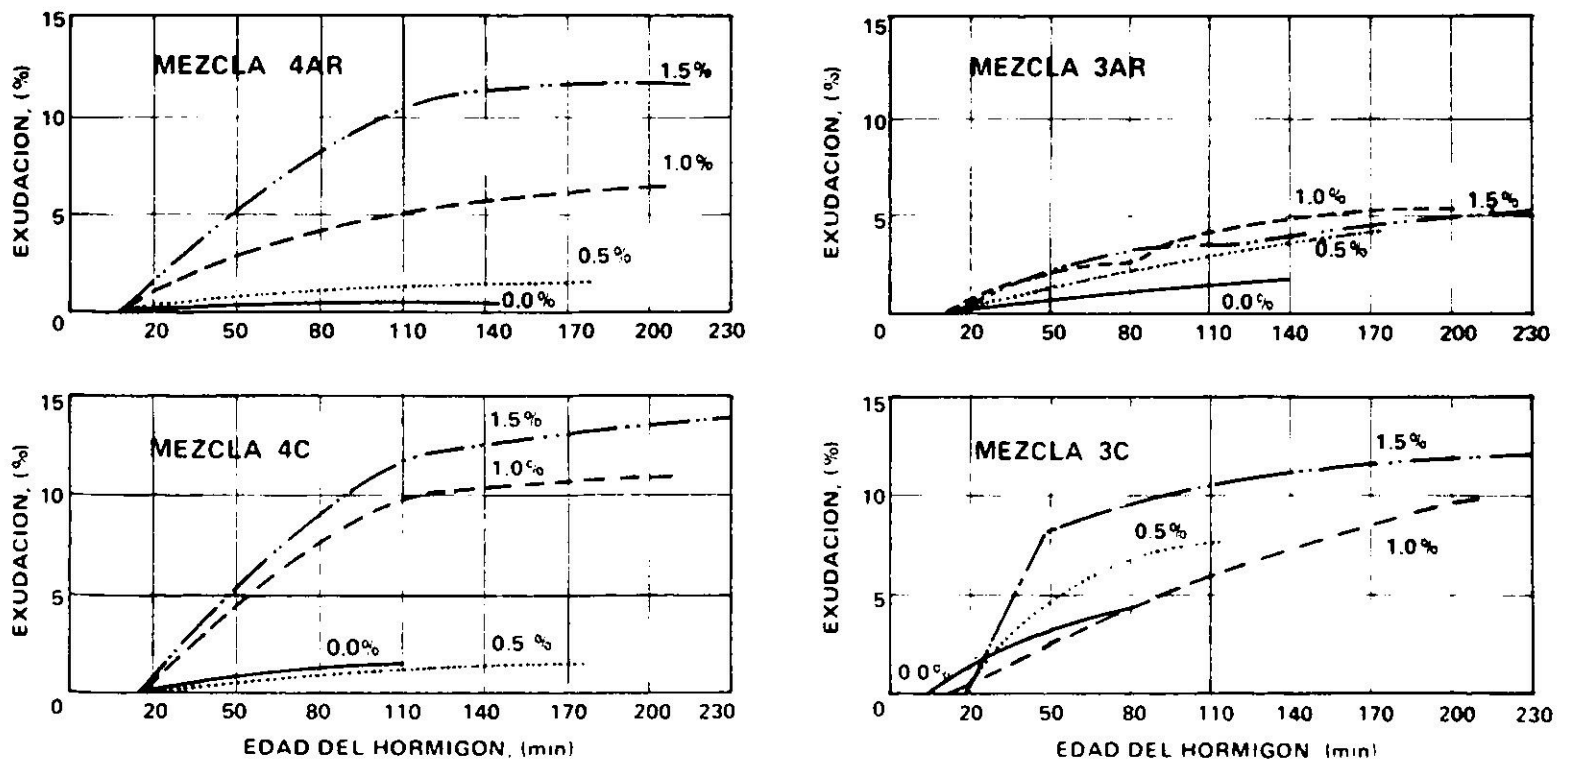 15
MEZCLA 4AR
1.5%
10
1.0%
5
0.5%
0.0%
0
20 50 80 110 140 170 200 230
EXUDACION, (%)
15
MEZCLA 3AR
10
1.0%
1.5%
5
0.5%
0.0%
0
20 50 80 110 140 170 200 230
EXUDACION, (%)
15
1.5%
MEZCLA 4C
1.0%
10
5
0.0%
0.5%
0
20 50 80 110 140 170 200 230
EXUDACION, (%)
EDAD DEL HORMIGON, (min)
15
1.5%
MEZCLA 3C
10
0.5%
1.0%
5
0 0%
0
20 50 80 110 140 170 200 230
EXUDACION, (%)
EDAD DEL HORMIGON (min)